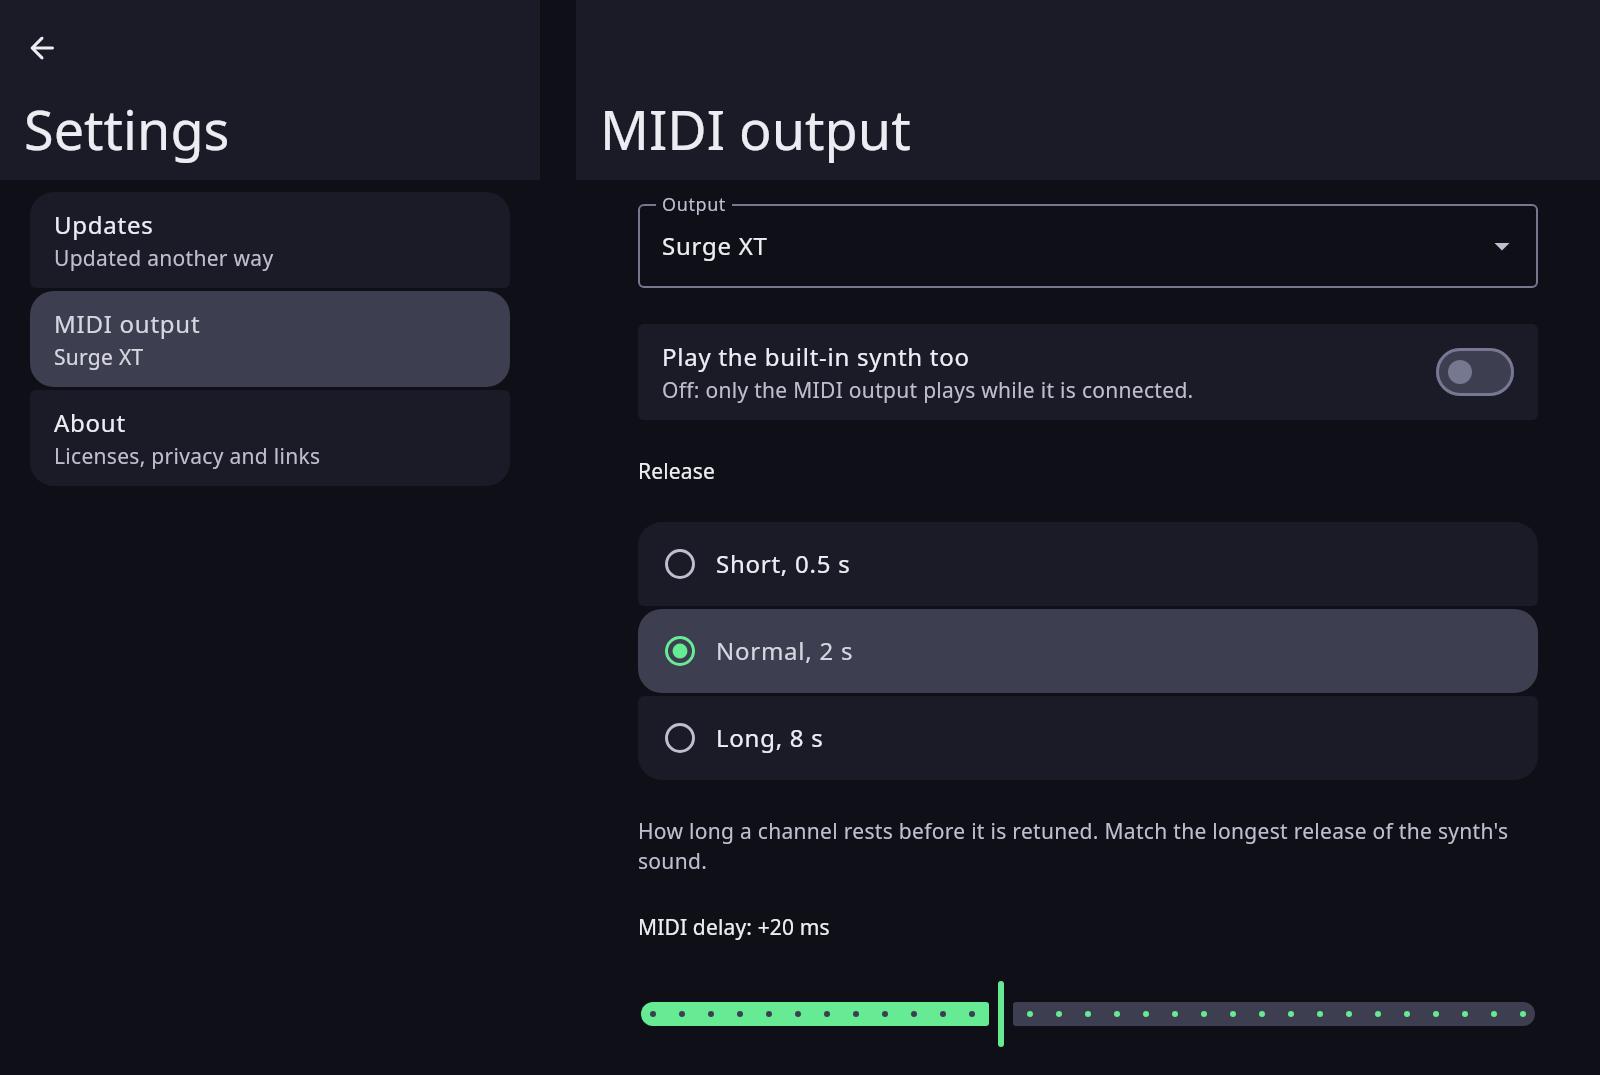 Settings
Updates
Updated another way
MIDI output
Surge XT
About
Licenses, privacy and links
MIDI output
Output
Surge XT
Play the built-in synth too
Off: only the MIDI output plays while it is connected.
Release
Short, 0.5 s
Normal, 2 s
Long, 8 s
How long a channel rests before it is retuned. Match the longest release of the synth's
sound.
MIDI delay: +20 ms